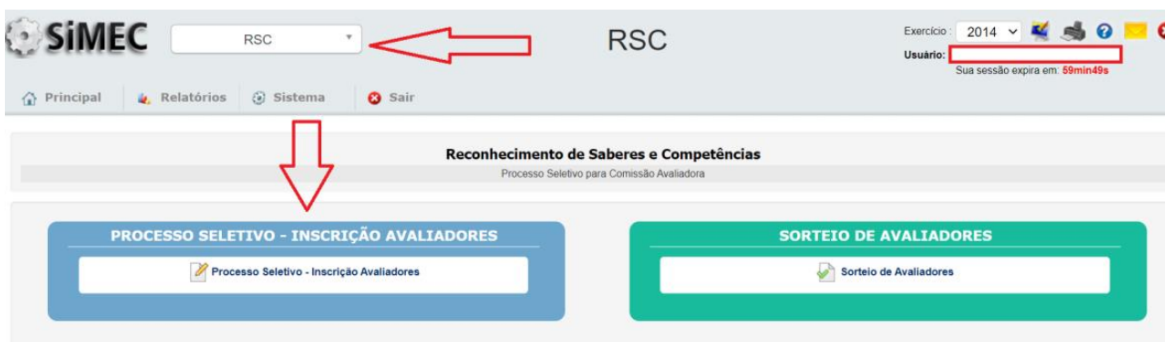 SiMEC
RSC
RSC
Exercício : 2014
Usuário:
Sua sessão expira em: 59min49s
Principal
Relatórios
Sistema
Sair
Reconhecimento de Saberes e Competências
Processo Seletivo para Comissão Avaliadora
PROCESSO SELETIVO - INSCRIÇÃO AVALIADORES
Processo Seletivo - Inscrição Avaliadores
SORTEIO DE AVALIADORES
Sorteio de Avaliadores